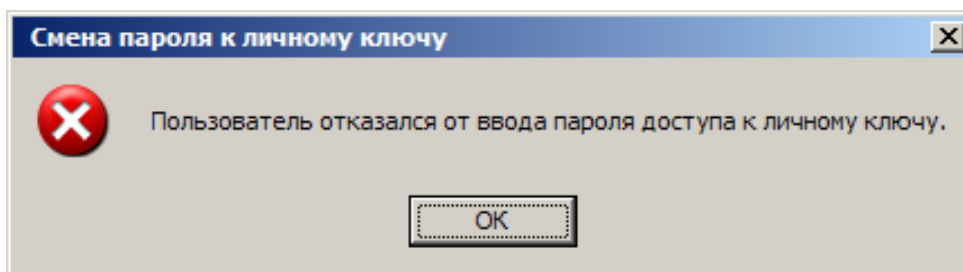 Смена пароля к личному ключу
Пользователь отказался от ввода пароля доступа к личному ключу.
OK